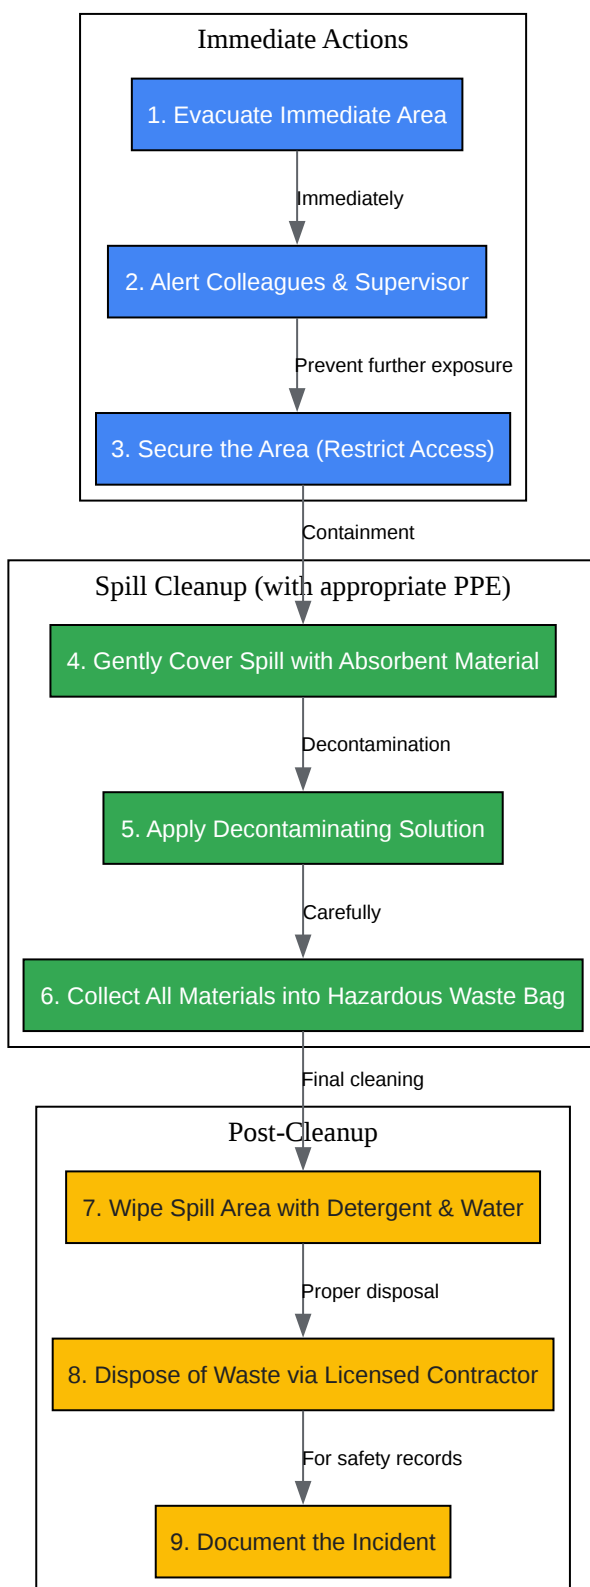 Immediate Actions
1. Evacuate Immediate Area
Immediately
2. Alert Colleagues & Supervisor
Prevent further exposure
3. Secure the Area (Restrict Access)
Containment
Spill Cleanup (with appropriate PPE)
4. Gently Cover Spill with Absorbent Material
Decontamination
5. Apply Decontaminating Solution
Carefully
6. Collect All Materials into Hazardous Waste Bag
Final cleaning
Post-Cleanup
7. Wipe Spill Area with Detergent & Water
Proper disposal
8. Dispose of Waste via Licensed Contractor
For safety records
9. Document the Incident